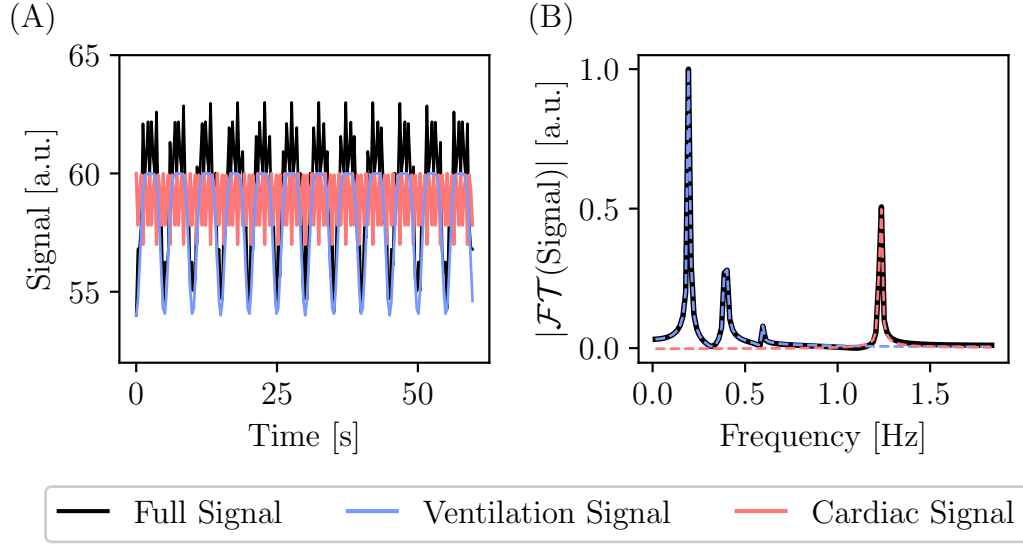 (A)
65
60
55
Signal [a.u.]
0
25
50
Time [s]
(B)
1.0
0.5
0.0
|𝓕𝓣(Signal)| [a.u.]
0.0
0.5
1.0
1.5
Frequency [Hz]
Full Signal
Ventilation Signal
Cardiac Signal